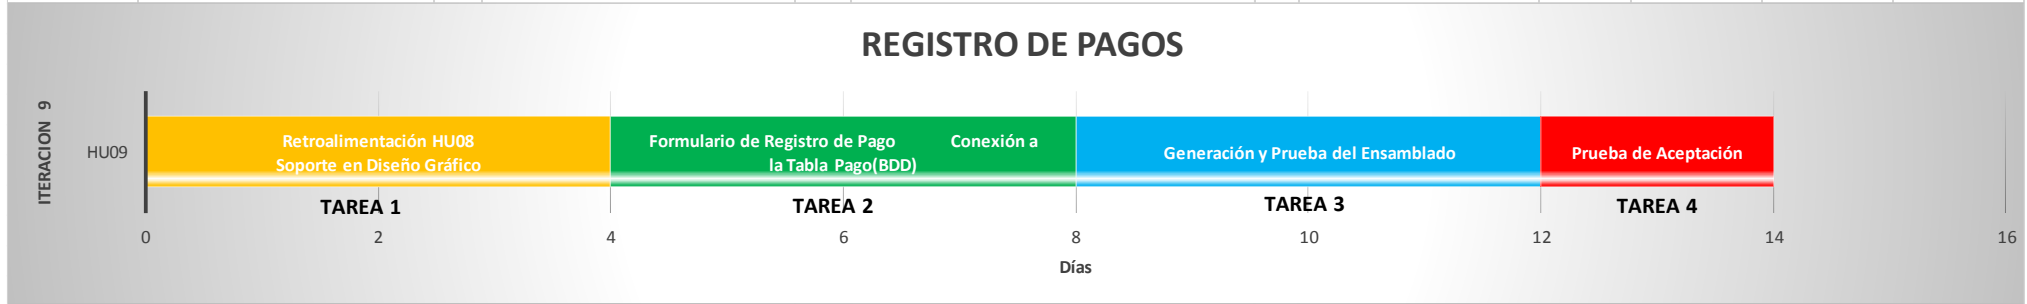 REGISTRO DE PAGOS
ITERACION 9
HU09
Retroalimentación HU08
Soporte en Diseño Gráfico
Formulario de Registro de Pago Conexión a
la Tabla Pago(BDD)
Generación y Prueba del Ensamblado
Prueba de Aceptación
TAREA 1
TAREA 2
TAREA 3
TAREA 4
0 2 4 6 8 10 12 14 16
Días